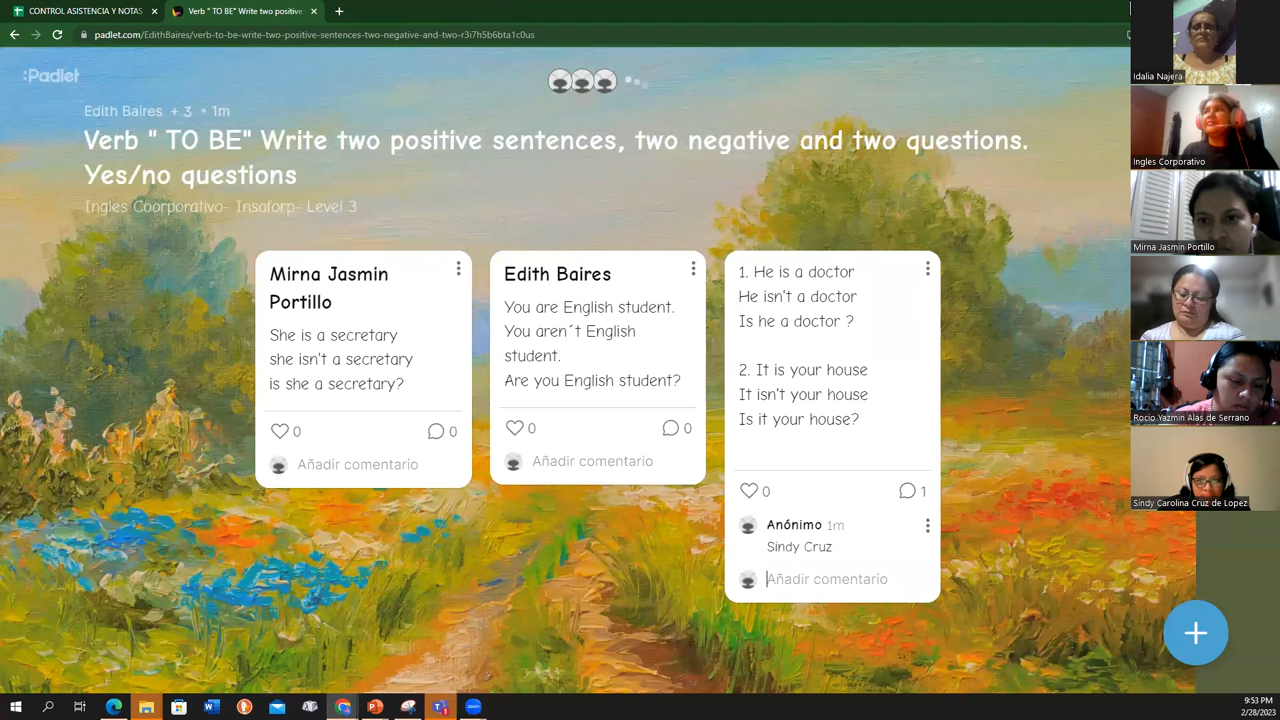 CONTROL ASISTENCIA Y NOTAS
Verb " TO BE" Write two positive
padlet.com/EdithBaires/verb-to-be-write-two-positive-sentences-two-negative-and-two-r3i7h5b6bta1c0us
:Padlet
Edith Baires + 3 • 1m
Verb " TO BE" Write two positive sentences, two negative and two questions.
Yes/no questions
Ingles Coorporativo- Insaforp- Level 3
Mirna Jasmin
Portillo
She is a secretary
she isn't a secretary
is she a secretary?
0
0
Añadir comentario
Edith Baires
You are English student.
You aren´t English
student.
Are you English student?
0
0
Añadir comentario
1. He is a doctor
He isn't a doctor
Is he a doctor ?
2. It is your house
It isn't your house
Is it your house?
0
1
Anónimo 1m
Sindy Cruz
Añadir comentario
Idalia Najera
Ingles Corporativo
Mirna Jasmin Portillo
Rocio Yazmin Alas de Serrano
Sindy Carolina Cruz de Lopez
9:53 PM
2/28/2023